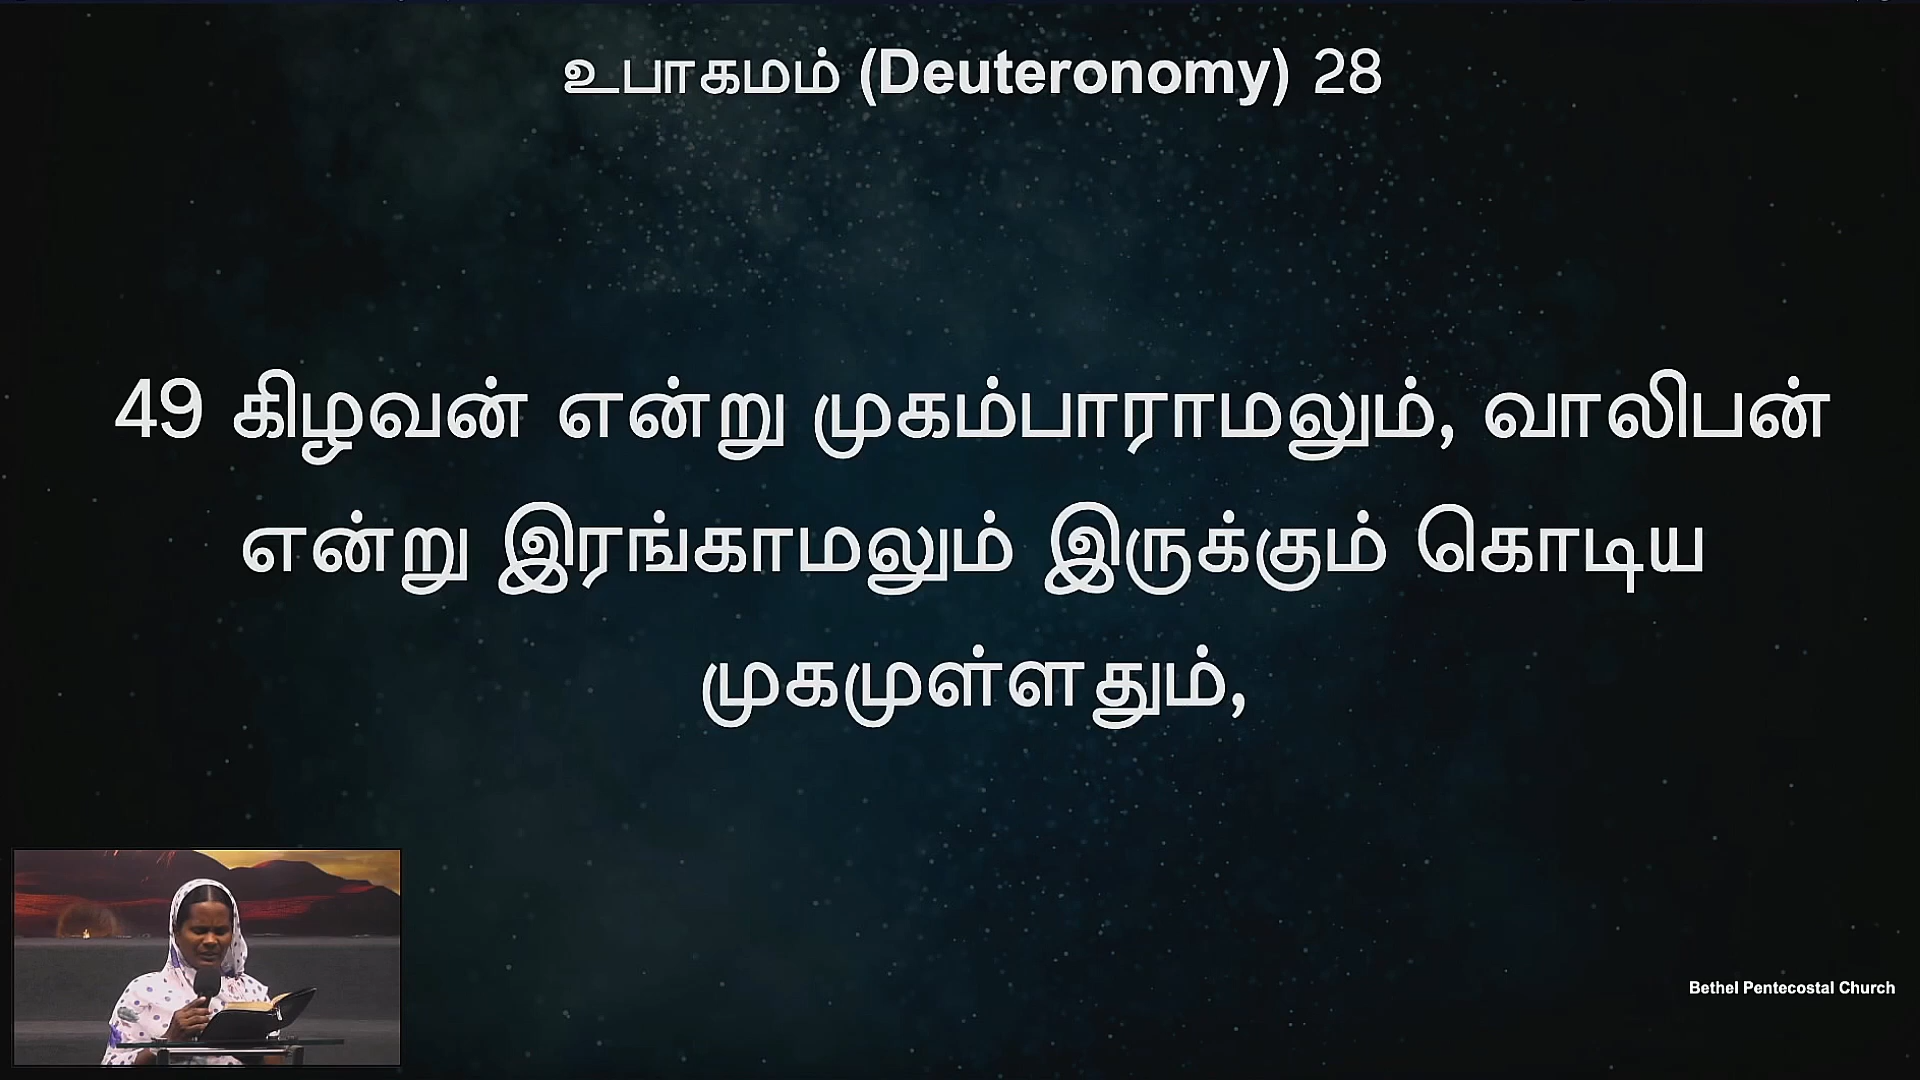 உபாகமம் (Deuteronomy) 28
49 கிழவன் என்று முகம்பாராமலும், வாலிபன்
என்று இரங்காமலும் இருக்கும் கொடிய
முகமுள்ளதும்,
Bethel Pentecostal Church